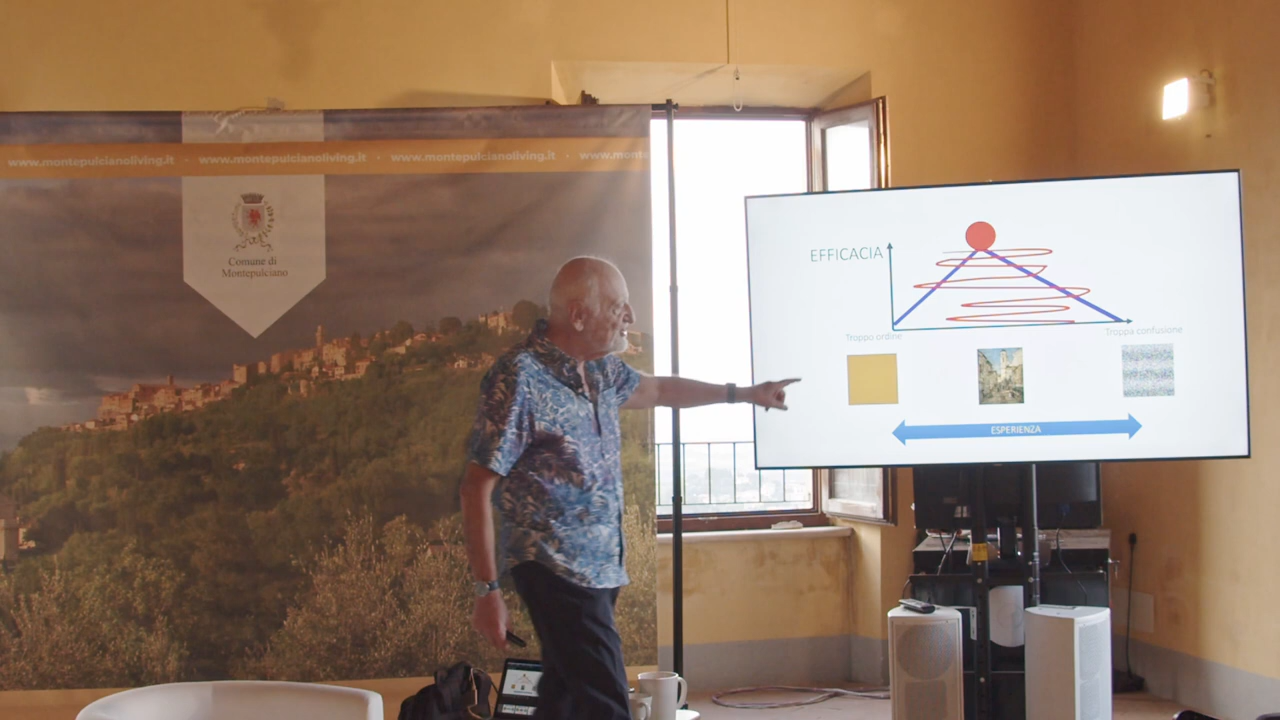 www.montepulcianoliving.it - www.montepulcianoliving.it · www.montepulcianoliving.it · www.monte
Comune di
Montepulciano
EFFICACIA
Troppo ordine
Troppa confusione
ESPERIENZA